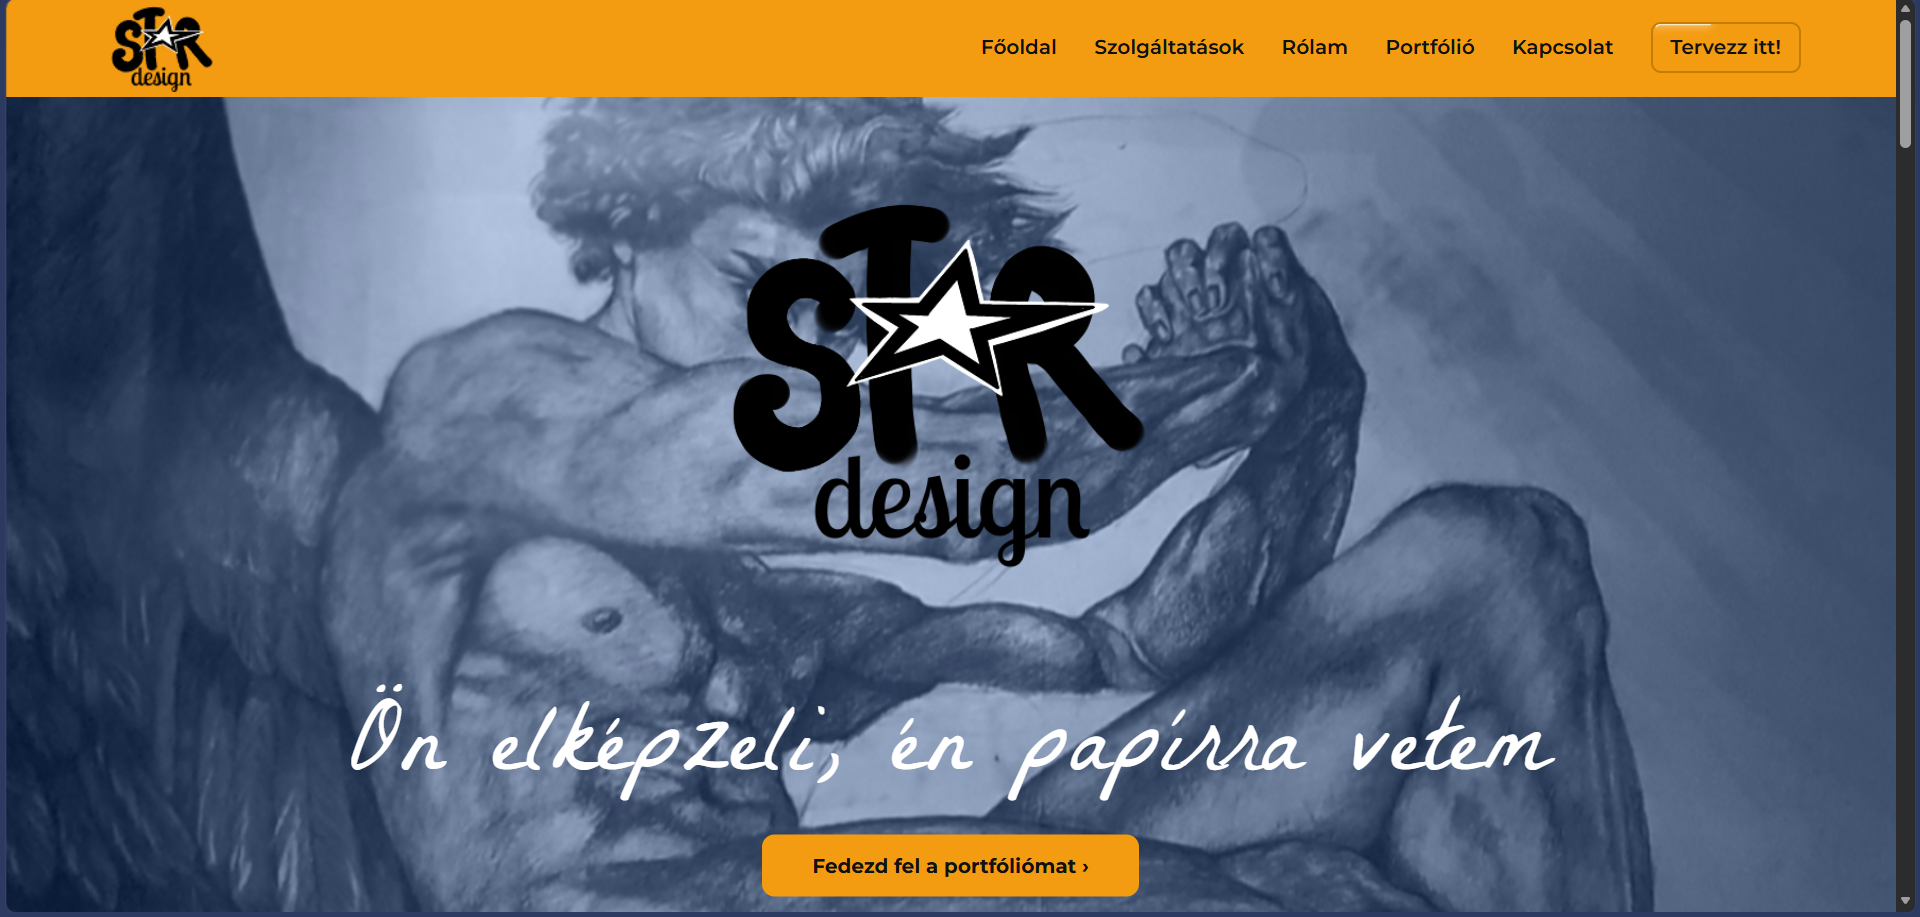 STAR
design
Főoldal Szolgáltatások Rólam Portfólió Kapcsolat Tervezz itt!
STAR
design
Ön elképzeli, én papírra vetem
Fedezd fel a portfóliómat ›